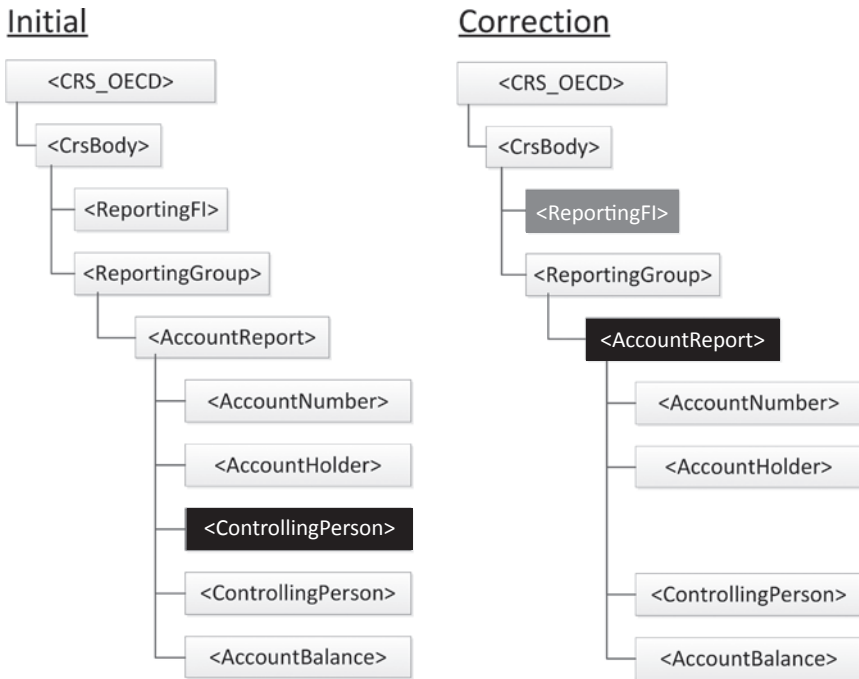 Initial
<CRS_OECD>
<CrsBody>
<ReportingFI>
<ReportingGroup>
<AccountReport>
<AccountNumber>
<AccountHolder>
<ControllingPerson>
<ControllingPerson>
<AccountBalance>
Correction
<CRS_OECD>
<CrsBody>
<ReportingFI>
<ReportingGroup>
<AccountReport>
<AccountNumber>
<AccountHolder>
<ControllingPerson>
<AccountBalance>